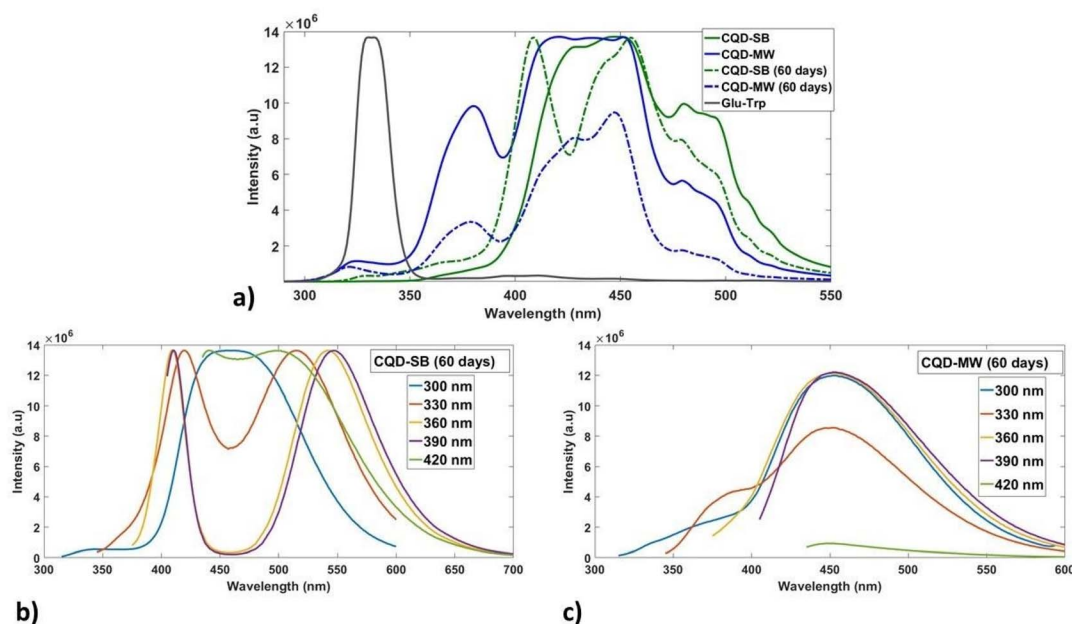 ×10⁶
14
12
10
8
6
4
2
Intensity (a.u)
300 350 400 450 500 550
Wavelength (nm)
CQD-SB
CQD-MW
CQD-SB (60 days)
CQD-MW (60 days)
Glu-Trp
a)
×10⁶
14
12
10
8
6
4
2
0
Intensity (a.u)
300 350 400 450 500 550 600 650 700
Wavelength (nm)
CQD-SB (60 days)
300 nm
330 nm
360 nm
390 nm
420 nm
b)
×10⁶
14
12
10
8
6
4
2
0
Intensity (a.u)
300 350 400 450 500 550 600
Wavelength (nm)
CQD-MW (60 days)
300 nm
330 nm
360 nm
390 nm
420 nm
c)